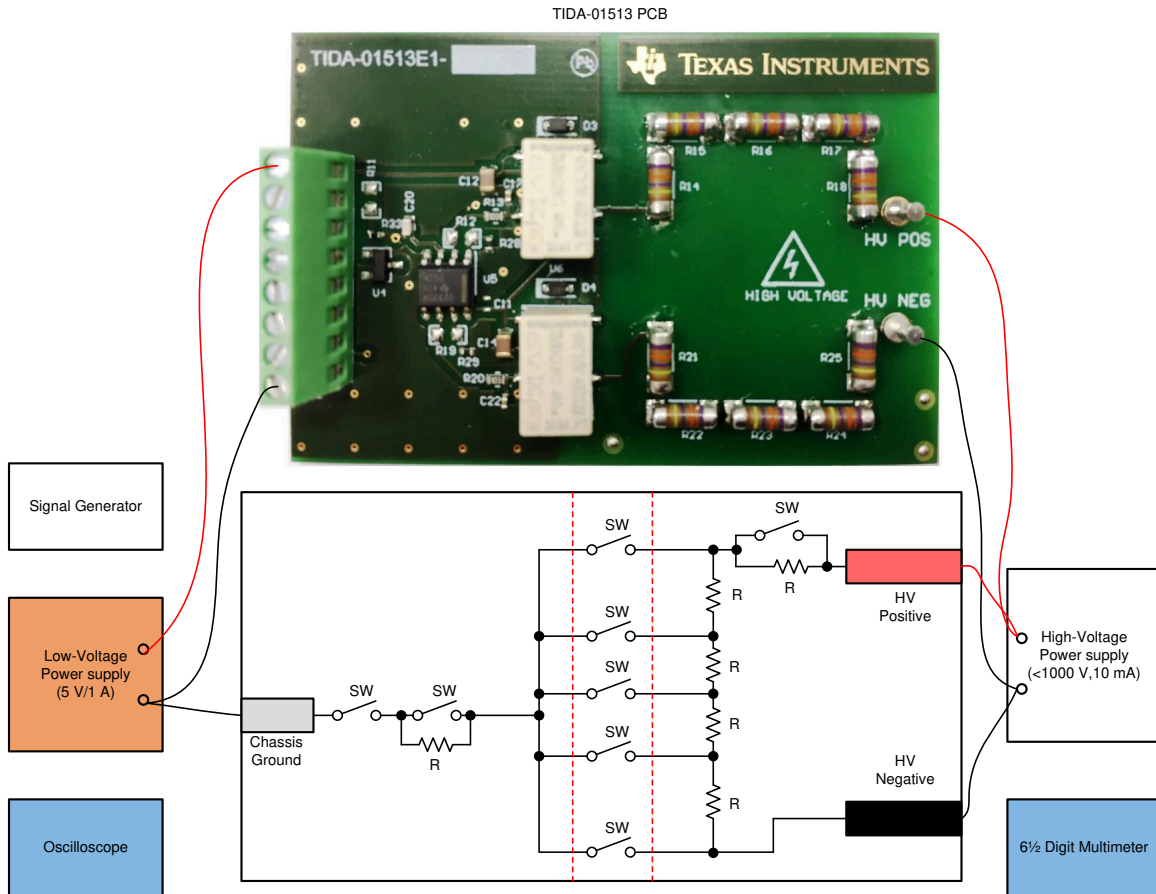 TIDA-01513 PCB
TIDA-01513E1-
Pb
TEXAS INSTRUMENTS
D3
R15
R16
R17
R11
C12
C17
R14
R18
R13
C20
R33
R12
R28
HV POS
U5
U6
U4
D4
HIGH VOLTAGE
HV NEG
C11
R19
C14
R29
R21
R25
R20
C22
R22
R23
R24
Signal Generator
SW
SW
R
HV
Positive
R
SW
R
Low-Voltage
Power supply
(5 V/1 A)
High-Voltage
Power supply
(<1000 V,10 mA)
SW
SW
SW
R
SW
Chassis
Ground
R
HV
Negative
R
SW
Oscilloscope
6½ Digit Multimeter